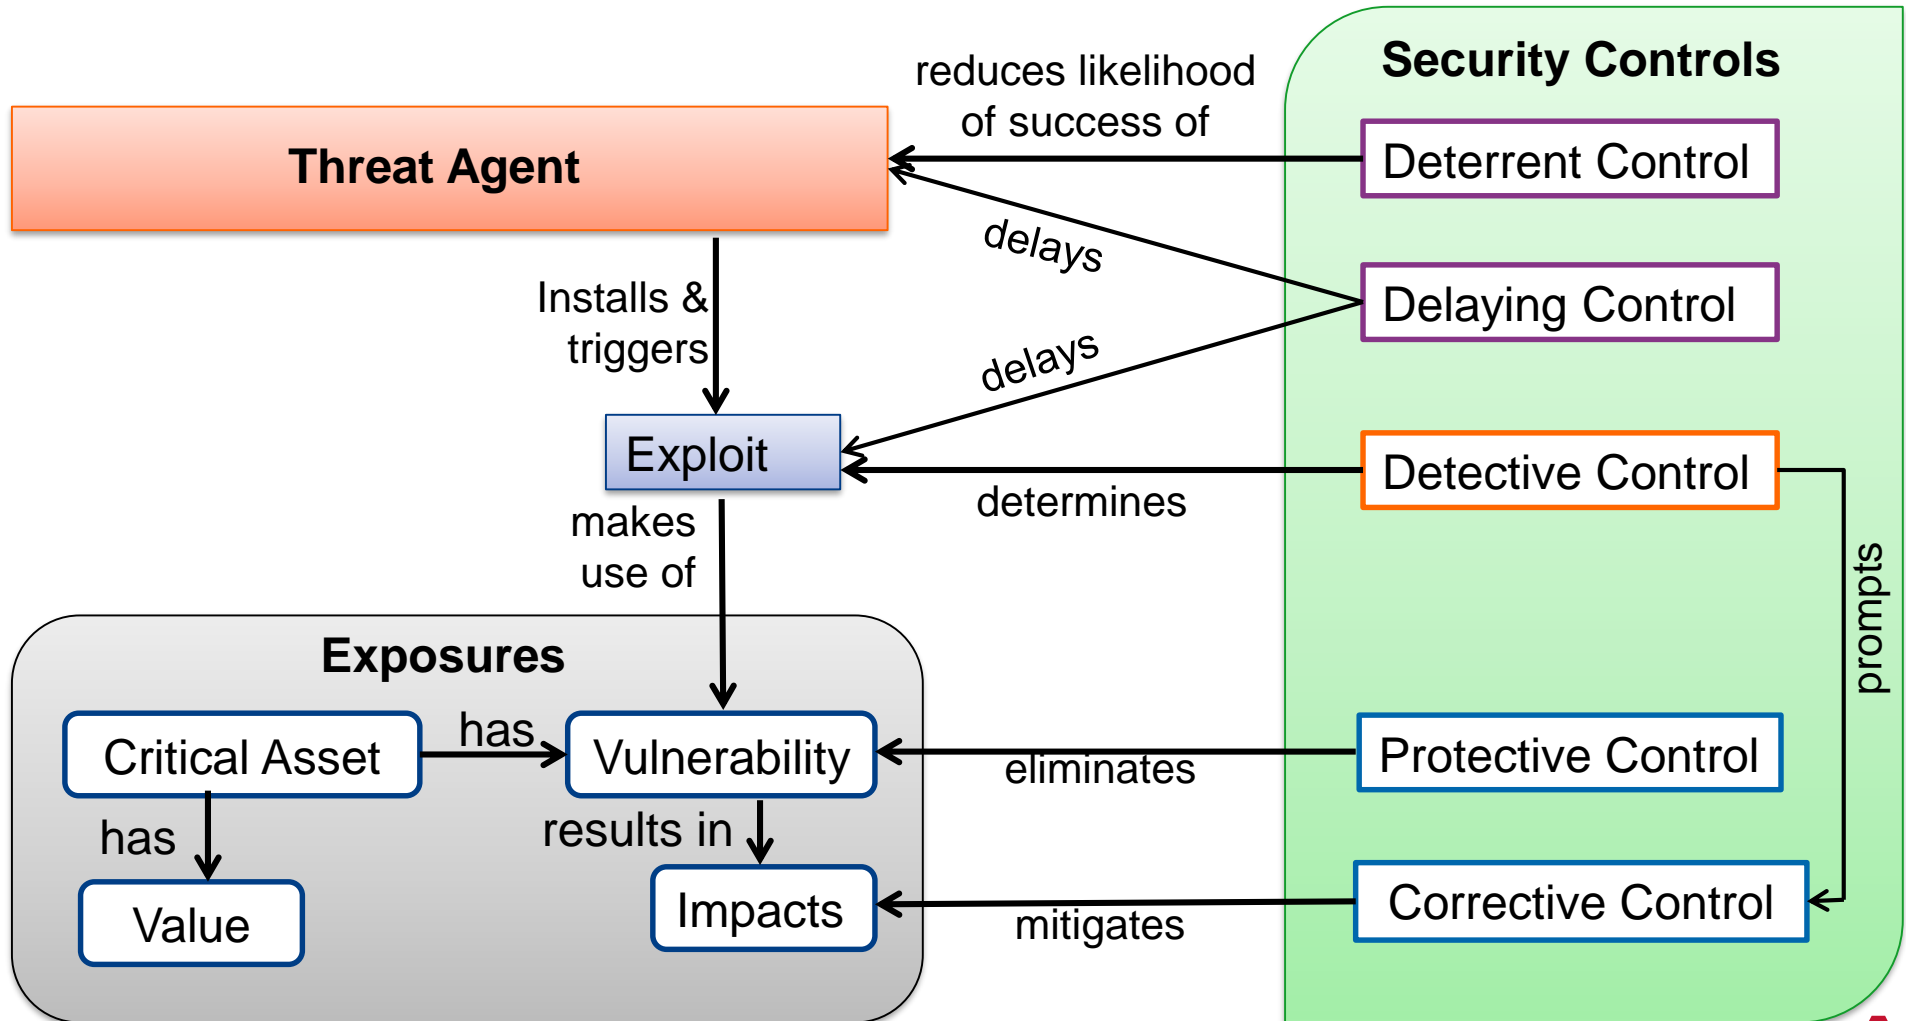 Security Controls
reduces likelihood
of success of
Threat Agent
Deterrent Control
delays
Installs &
triggers
Delaying Control
delays
Exploit
Detective Control
determines
makes
use of
prompts
Exposures
Critical Asset
has
Vulnerability
eliminates
Protective Control
has
results in
Value
Impacts
mitigates
Corrective Control